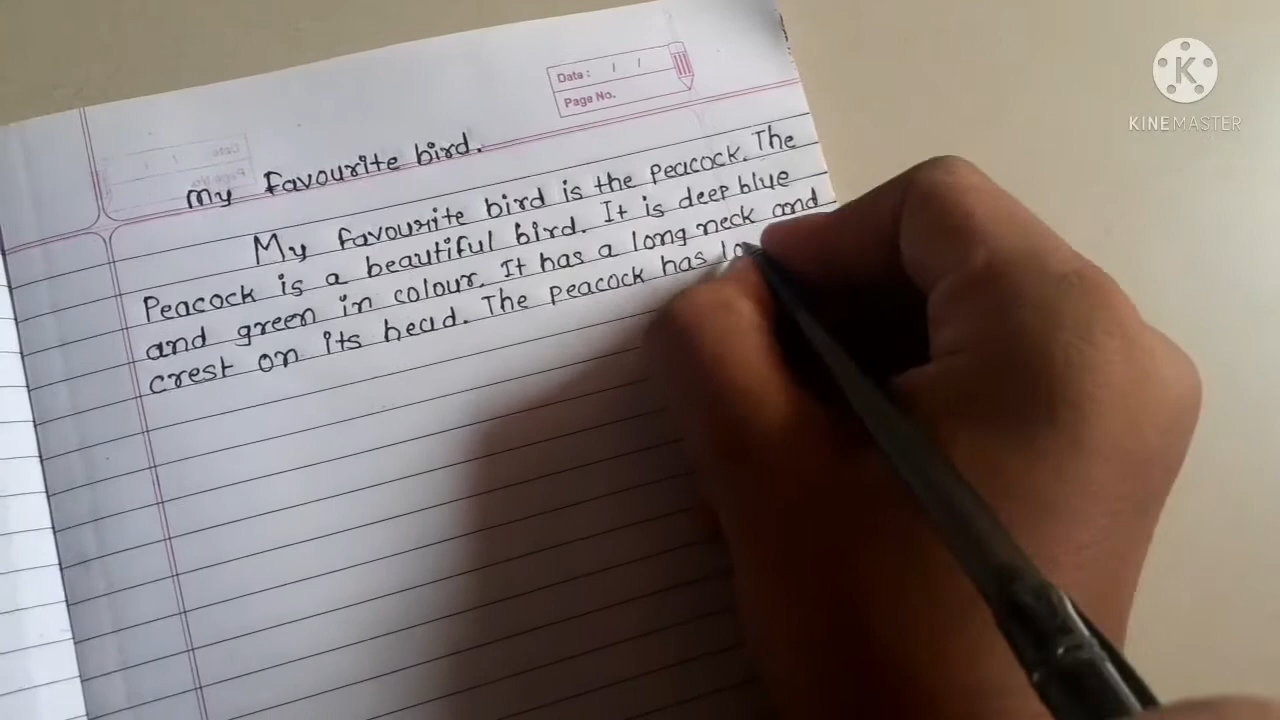 Date: / /
Page No.
My favourite bird.
My favourite bird is the peacock. The
Peacock is a beautiful bird. It is deep blue
and green in colour. It has a long neck and
crest on its head. The peacock has lo
K
KINEMASTER